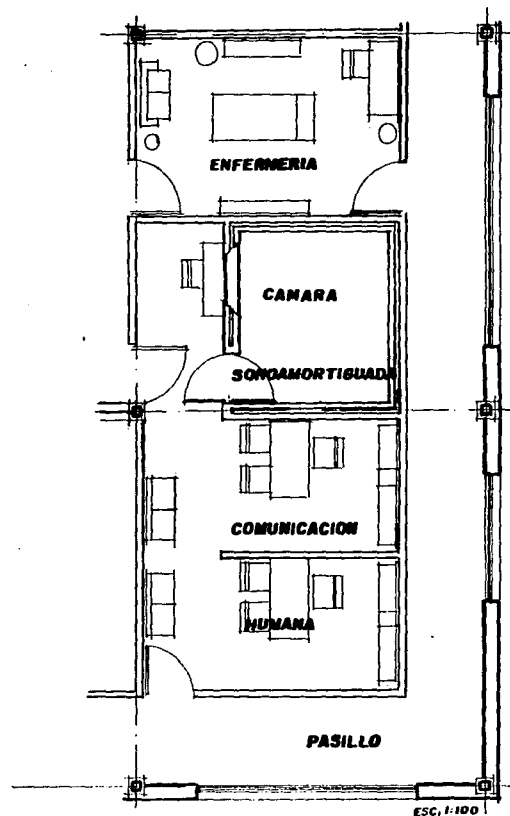 ENFERMERIA
CAMARA
SONOAMORTIGUADA
COMUNICACION
HUMANA
PASILLO
ESC, 1:100